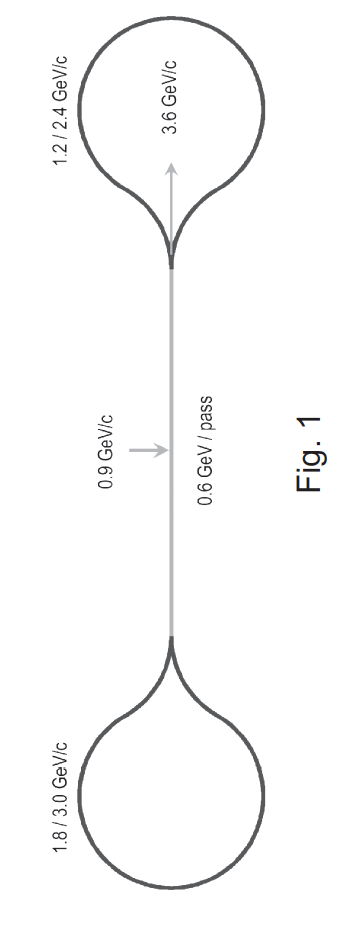 1.8 / 3.0 GeV/c
0.9 GeV/c
0.6 GeV / pass
1.2 / 2.4 GeV/c
3.6 GeV/c
Fig. 1